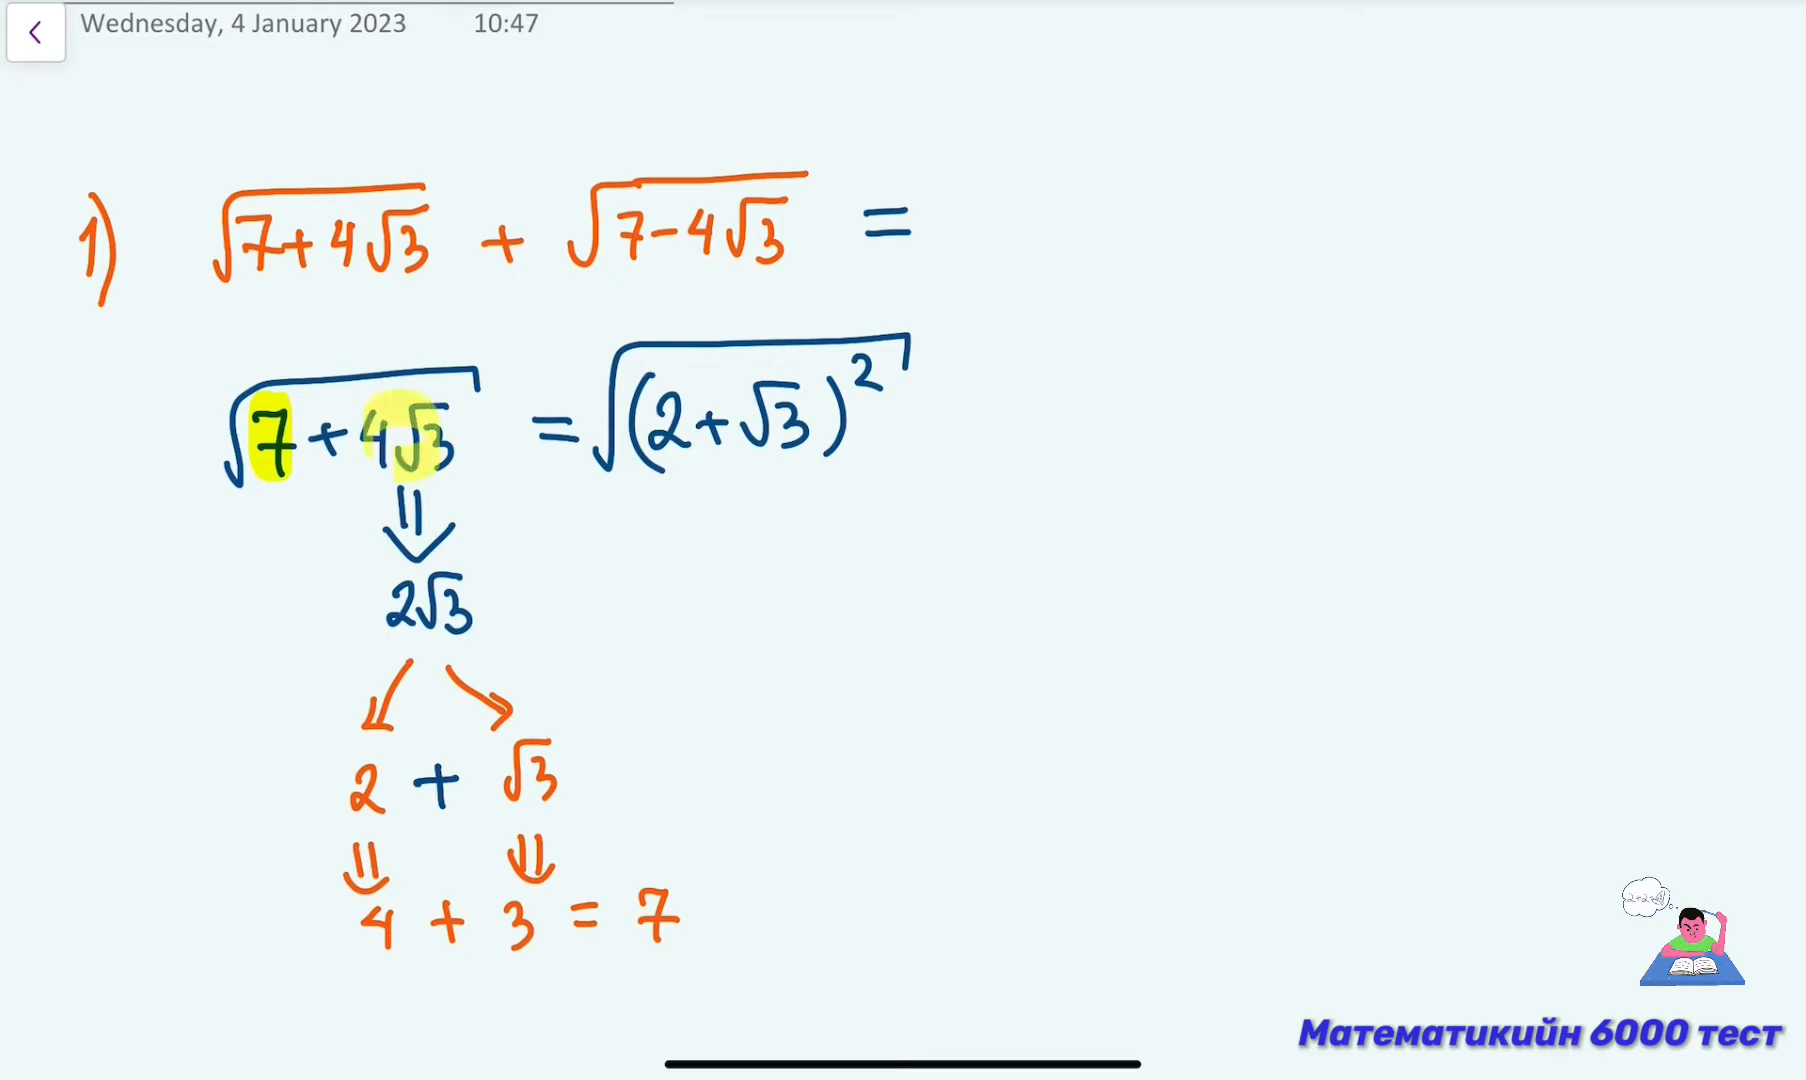 Wednesday, 4 January 2023 10:47
1) √(7+4√3) + √(7-4√3) =
√(7+4√3) = √((2+√3)²)
⇓
2√3
↙ ↘
2 + √3
⇓ ⇓
4 + 3 = 7
Математикийн 6000 тест